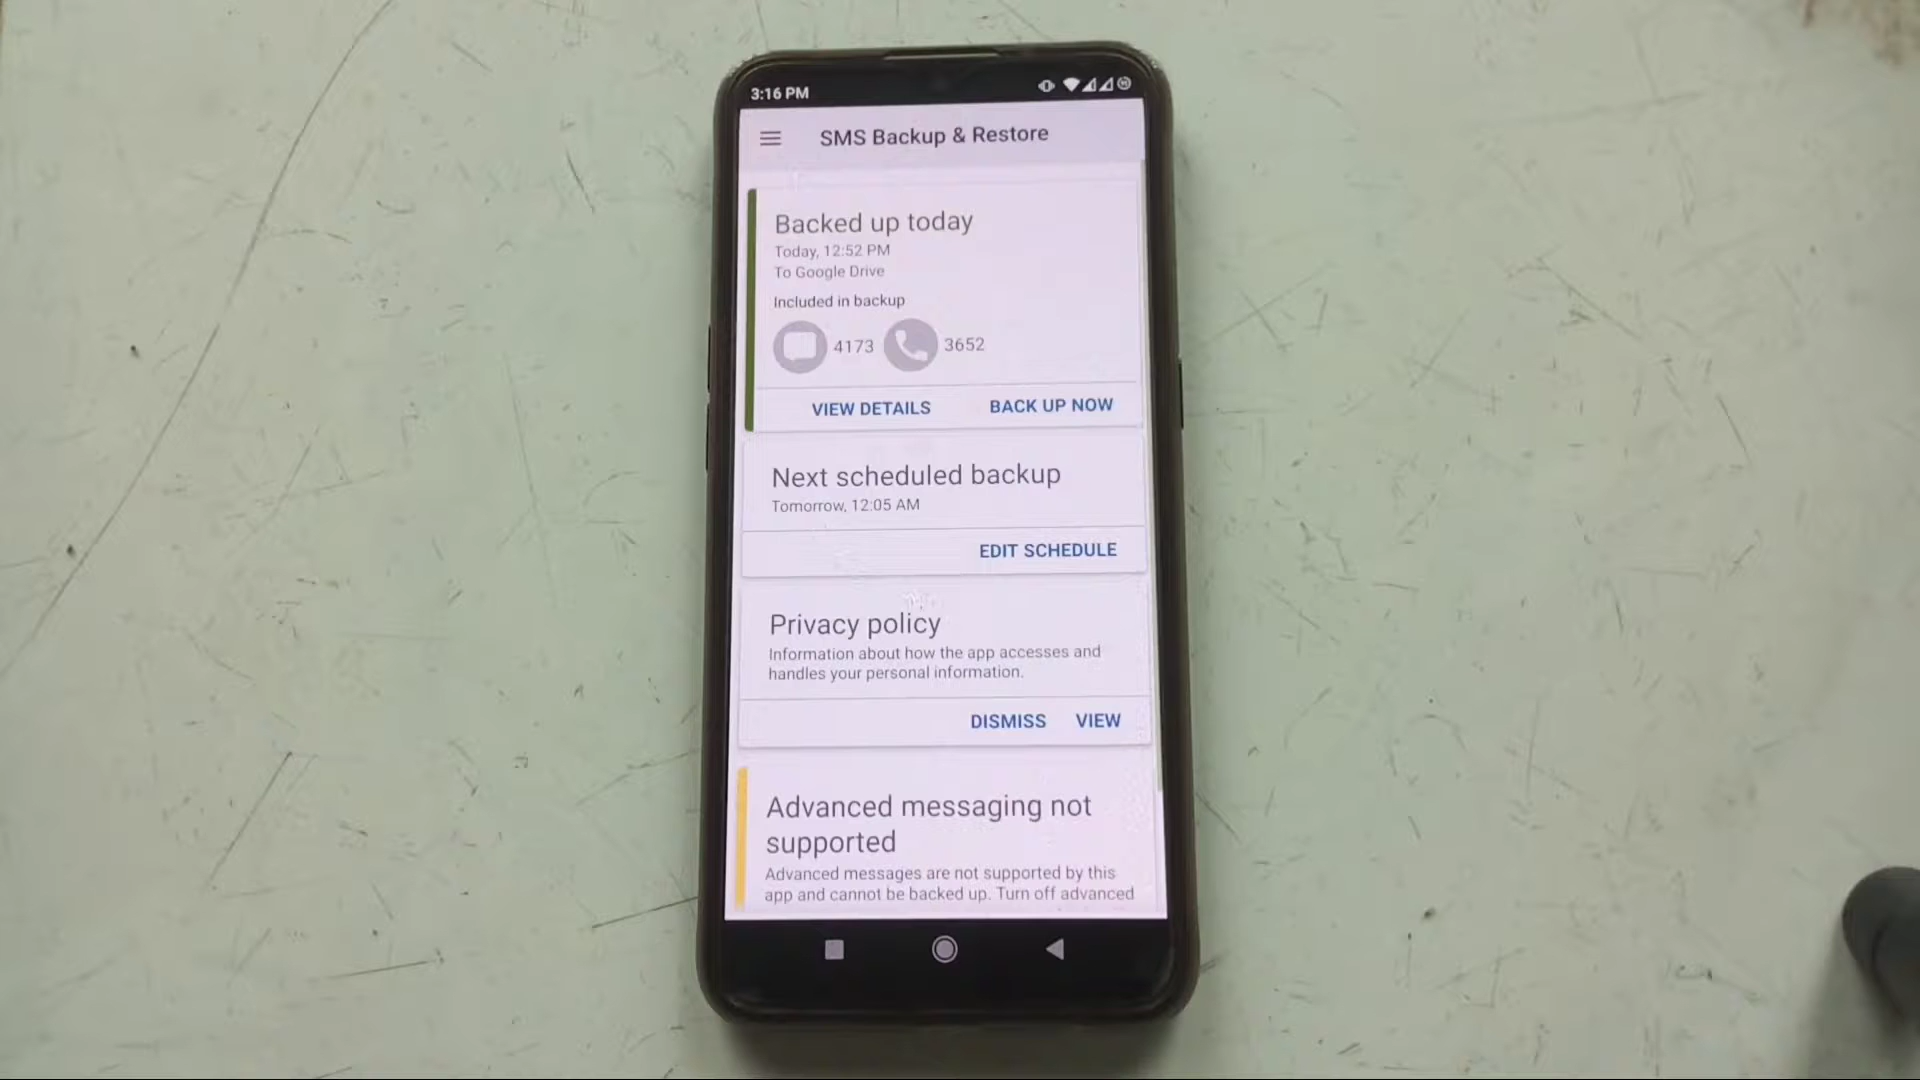 3:16 PM
SMS Backup & Restore
Backed up today
Today, 12:52 PM
To Google Drive
Included in backup
4173 3652
VIEW DETAILS BACK UP NOW
Next scheduled backup
Tomorrow, 12:05 AM
EDIT SCHEDULE
Privacy policy
Information about how the app accesses and
handles your personal information.
DISMISS VIEW
Advanced messaging not
supported
Advanced messages are not supported by this
app and cannot be backed up. Turn off advanced